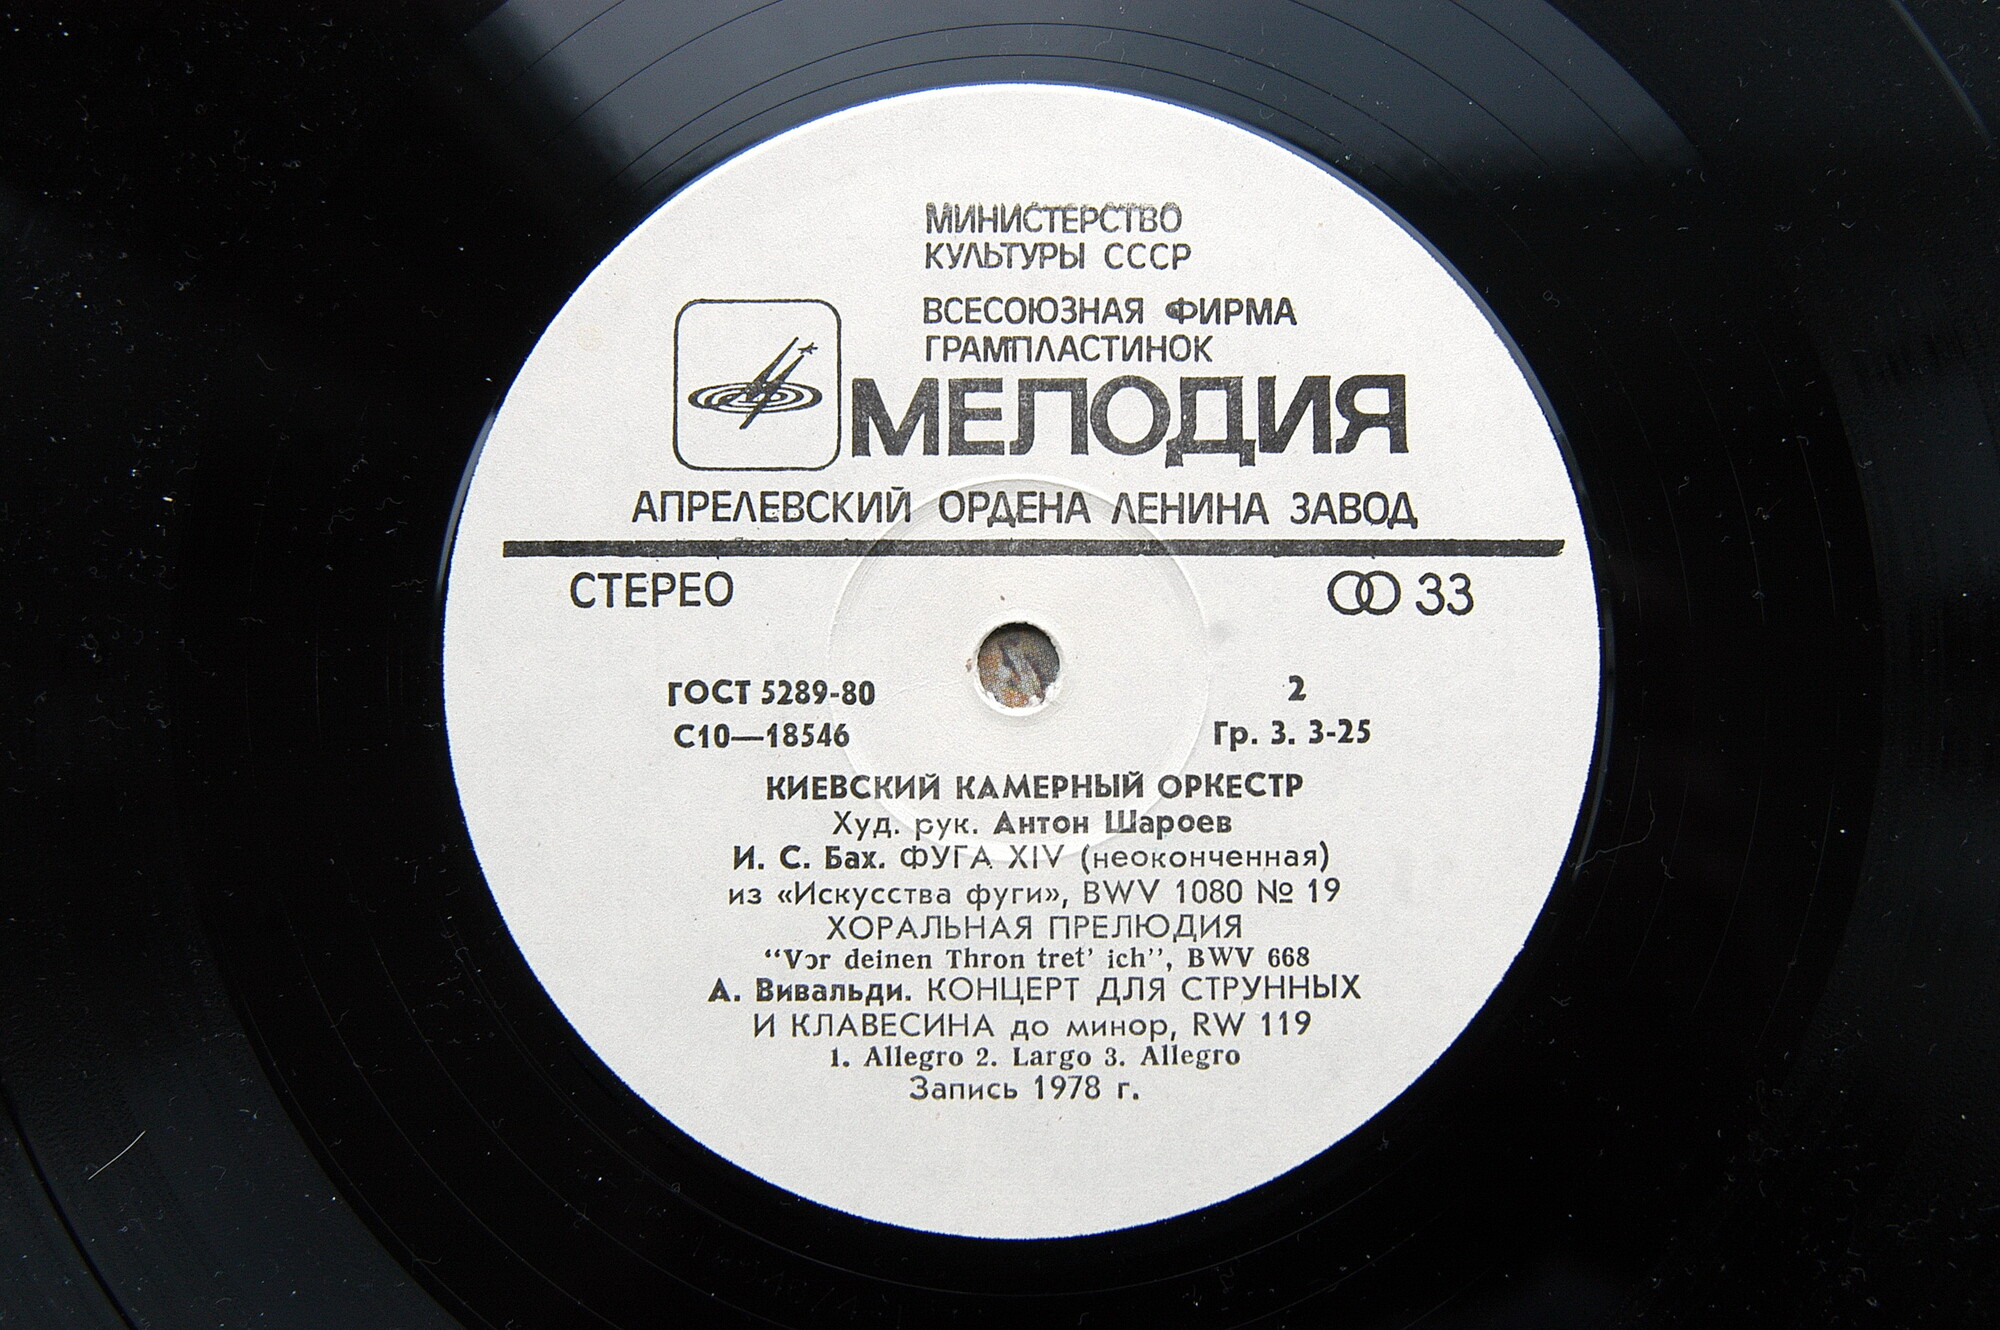 МИНИСТЕРСТВО
КУЛЬТУРЫ СССР
ВСЕСОЮЗНАЯ ФИРМА
ГРАМПЛАСТИНОК
МЕЛОДИЯ
АПРЕЛЕВСКИЙ ОРДЕНА ЛЕНИНА ЗАВОД
СТЕРЕО 33
ГОСТ 5289-80 2
С10—18546 Гр. 3. 3-25
КИЕВСКИЙ КАМЕРНЫЙ ОРКЕСТР
Худ. рук. Антон Шароев
И. С. Бах. ФУГА XIV (неоконченная)
из «Искусства фуги», BWV 1080 № 19
ХОРАЛЬНАЯ ПРЕЛЮДИЯ
“Vor deinen Thron tret’ ich”, BWV 668
А. Вивальди. КОНЦЕРТ ДЛЯ СТРУННЫХ
И КЛАВЕСИНА до минор, RW 119
1. Allegro 2. Largo 3. Allegro
Запись 1978 г.